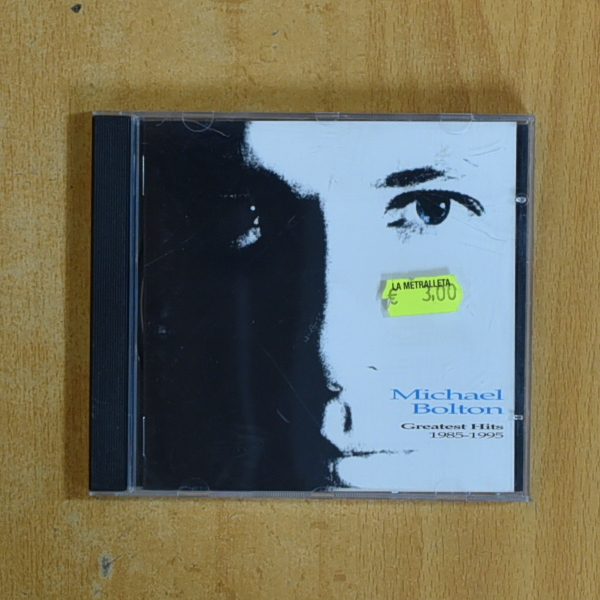 LA METRALLETA
€ 3,00
Michael
Bolton
Greatest Hits
1985-1995